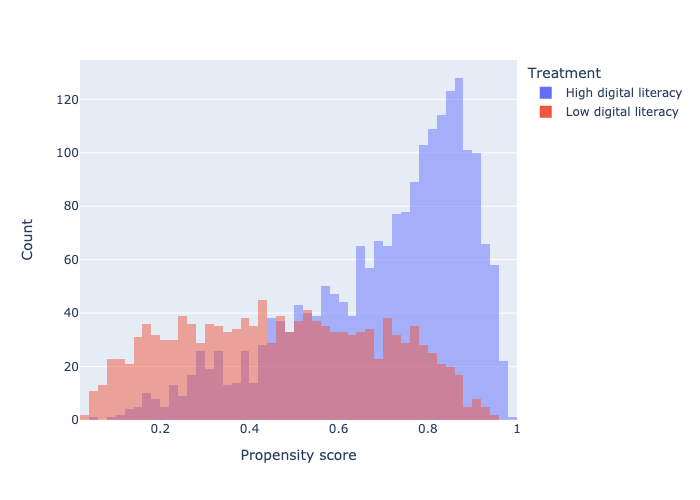 Treatment
High digital literacy
Low digital literacy
120
100
80
60
40
20
0
Count
0.2
0.4
0.6
0.8
1
Propensity score